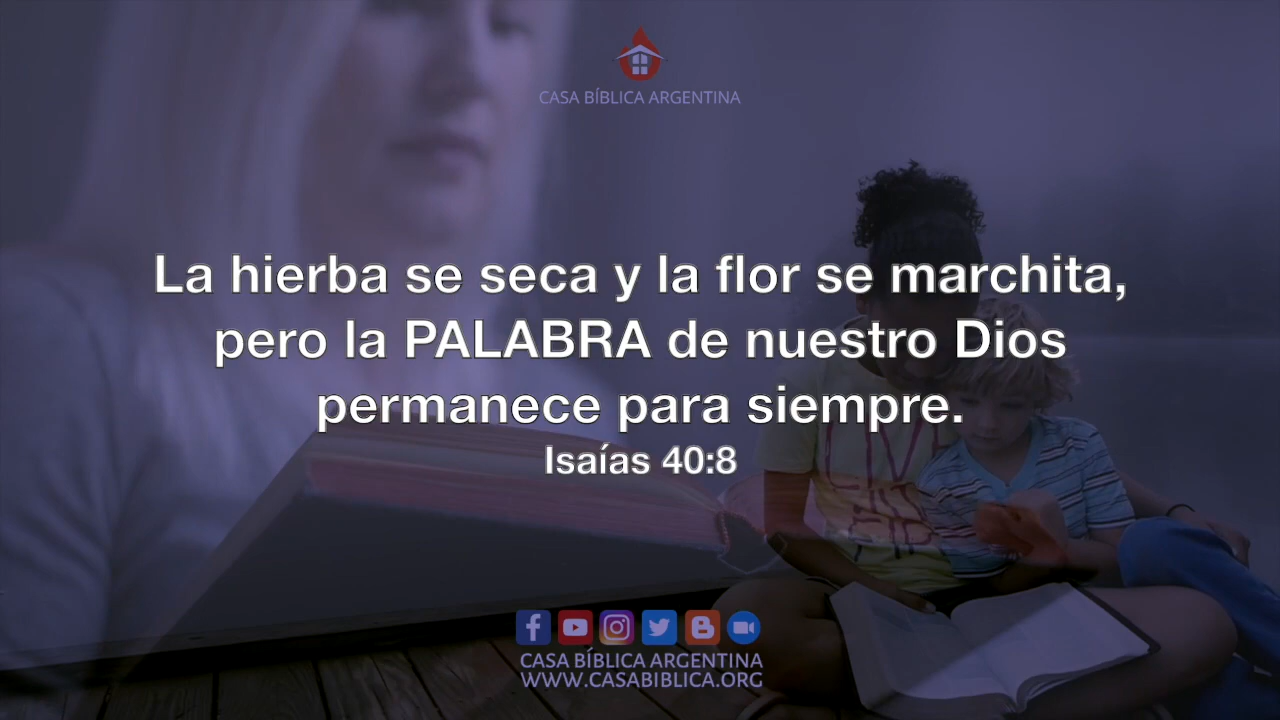 CASA BÍBLICA ARGENTINA
La hierba se seca y la flor se marchita,
pero la PALABRA de nuestro Dios
permanece para siempre.
Isaías 40:8
CASA BÍBLICA ARGENTINA
WWW.CASABIBLICA.ORG